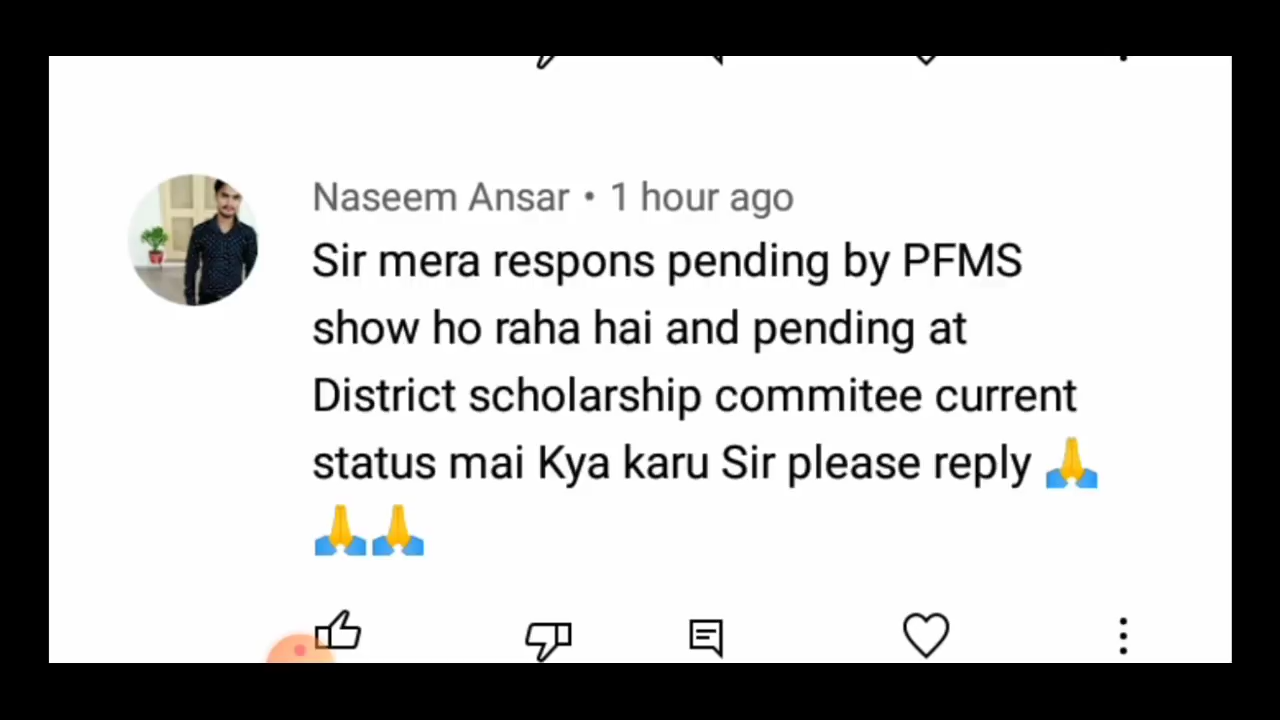 Naseem Ansar • 1 hour ago
Sir mera respons pending by PFMS
show ho raha hai and pending at
District scholarship commitee current
status mai Kya karu Sir please reply 🙏
🙏🙏